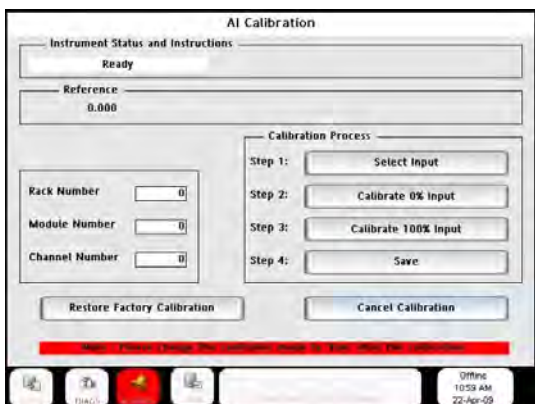 AI Calibration
Instrument Status and Instructions
Ready
Reference
0.000
Calibration Process
Step 1: Select Input
Rack Number 0 Step 2: Calibrate 0% Input
Module Number 0 Step 3: Calibrate 100% Input
Channel Number 0 Step 4: Save
Restore Factory Calibration Cancel Calibration
Offline
10:59 AM
22-Apr-09